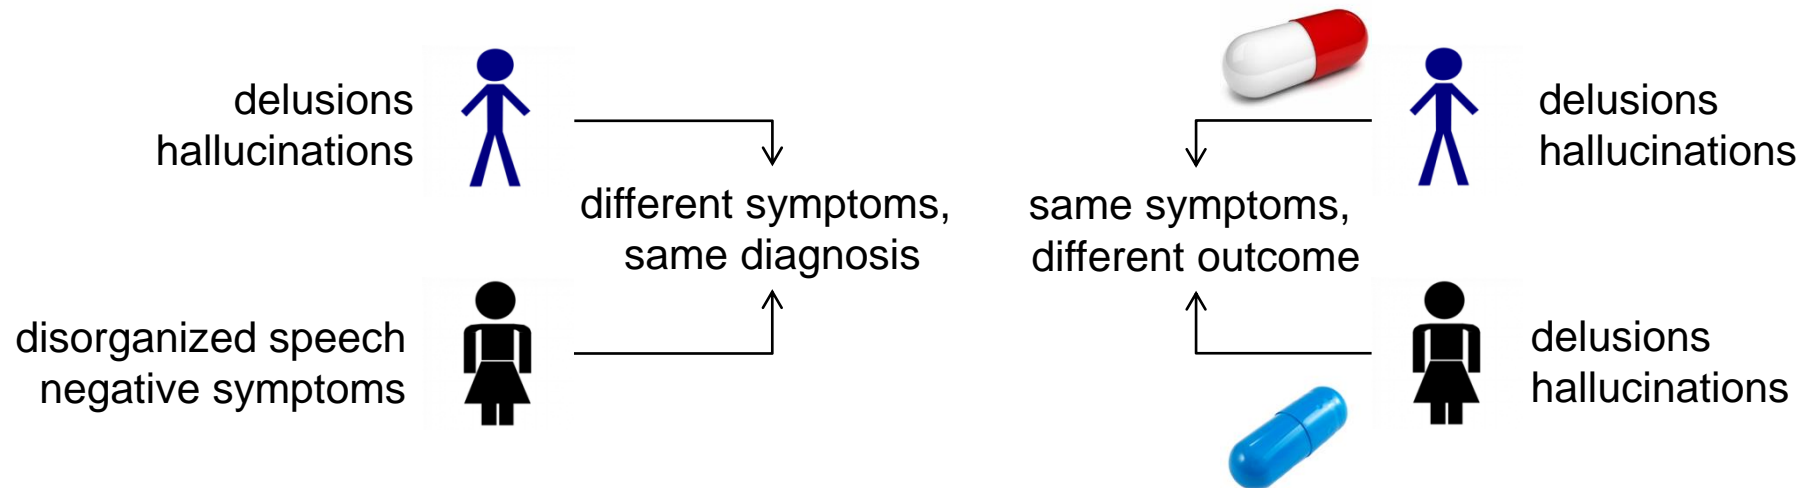 delusions
hallucinations
disorganized speech
negative symptoms
different symptoms,
same diagnosis
same symptoms,
different outcome
delusions
hallucinations
delusions
hallucinations